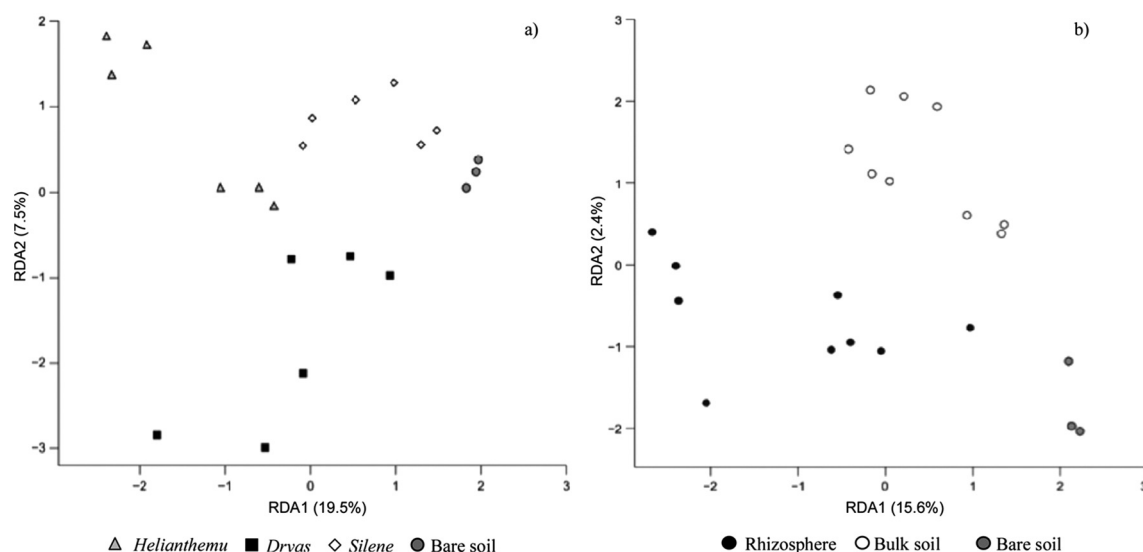 a)
2
1
0
−1
−2
−3
RDA2 (7.5%)
−2
−1
0
1
2
3
RDA1 (19.5%)
Helianthemu
Dryas
Silene
Bare soil
b)
3
2
1
0
−1
−2
RDA2 (2.4%)
−2
−1
0
1
2
3
RDA1 (15.6%)
Rhizosphere
Bulk soil
Bare soil